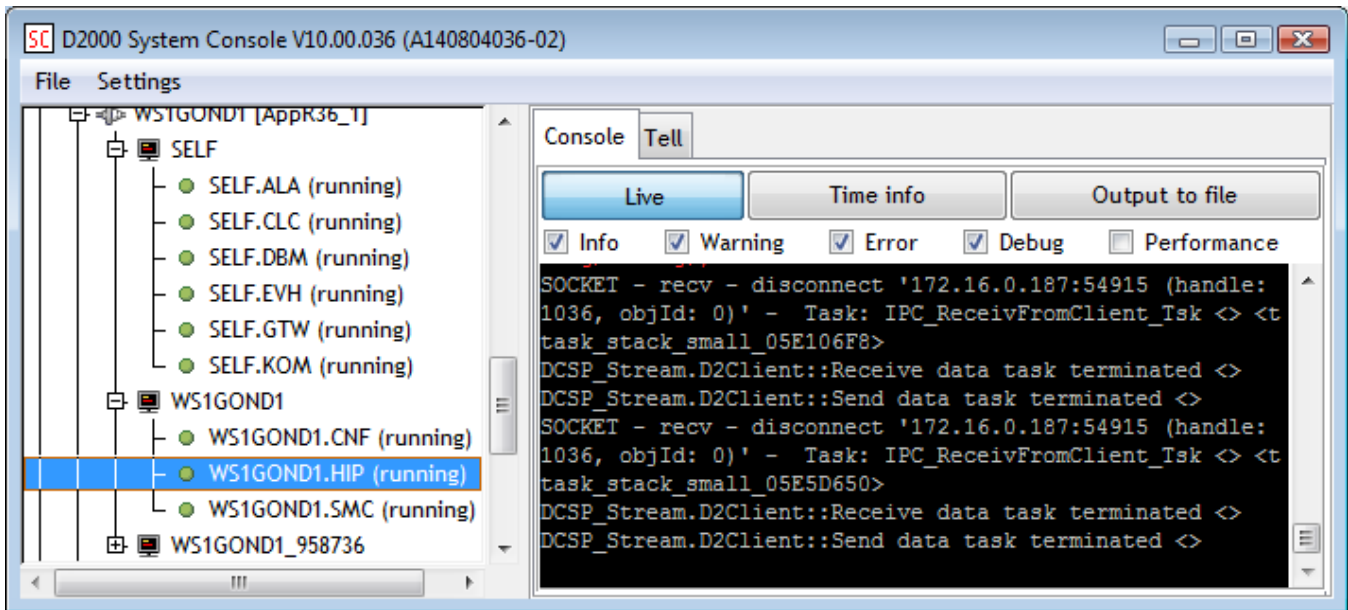 SC D2000 System Console V10.00.036 (A140804036-02)
File Settings
WS1GOND1 [AppR36_1]
SELF
SELF.ALA (running)
SELF.CLC (running)
SELF.DBM (running)
SELF.EVH (running)
SELF.GTW (running)
SELF.KOM (running)
WS1GOND1
WS1GOND1.CNF (running)
WS1GOND1.HIP (running)
WS1GOND1.SMC (running)
WS1GOND1_958736
Console Tell
Live Time info Output to file
Info Warning Error Debug Performance
SOCKET - recv - disconnect '172.16.0.187:54915 (handle:
1036, objId: 0)' - Task: IPC_ReceivFromClient_Tsk <> <t
task_stack_small_05E106F8>
DCSP_Stream.D2Client::Receive data task terminated <>
DCSP_Stream.D2Client::Send data task terminated <>
SOCKET - recv - disconnect '172.16.0.187:54915 (handle:
1036, objId: 0)' - Task: IPC_ReceivFromClient_Tsk <> <t
task_stack_small_05E5D650>
DCSP_Stream.D2Client::Receive data task terminated <>
DCSP_Stream.D2Client::Send data task terminated <>